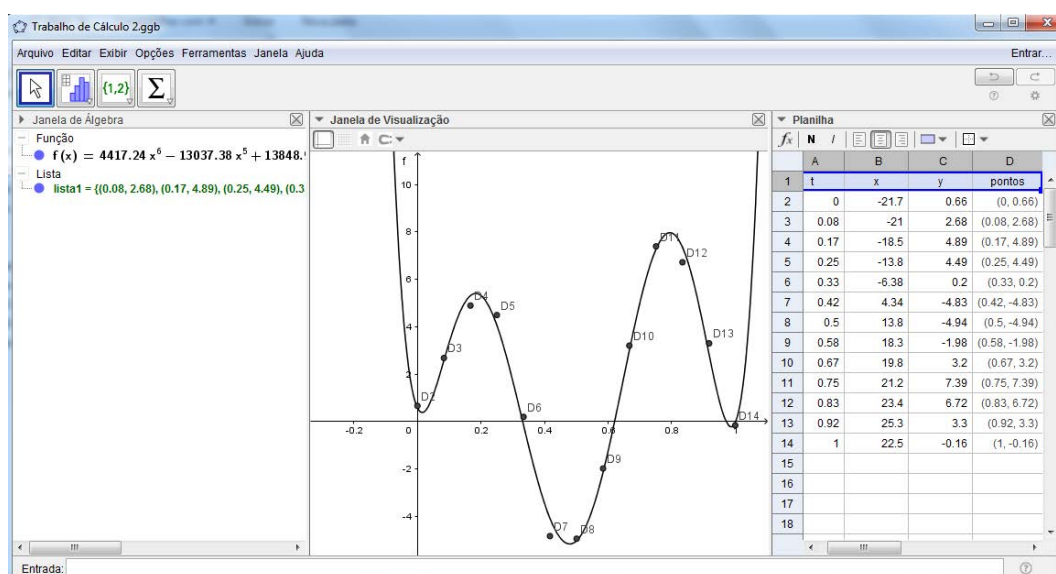 Trabalho de Cálculo 2.ggb
Arquivo Editar Exibir Opções Ferramentas Janela Ajuda Entrar...
{1,2} Σ
Janela de Álgebra
Função
f(x) = 4417.24 x⁶ − 13037.38 x⁵ + 13848.
Lista
lista1 = {(0.08, 2.68), (0.17, 4.89), (0.25, 4.49), (0.3
Janela de Visualização
f
10
8
6
4
2
-2
-4
-0.2 0 0.2 0.4 0.6 0.8 1
D2
D3
D4
D5
D6
D7
D8
D9
D10
D11
D12
D13
D14
Planilha
fx N I
A B C D
1 t x y pontos
2 0 -21.7 0.66 (0, 0.66)
3 0.08 -21 2.68 (0.08, 2.68)
4 0.17 -18.5 4.89 (0.17, 4.89)
5 0.25 -13.8 4.49 (0.25, 4.49)
6 0.33 -6.38 0.2 (0.33, 0.2)
7 0.42 4.34 -4.83 (0.42, -4.83)
8 0.5 13.8 -4.94 (0.5, -4.94)
9 0.58 18.3 -1.98 (0.58, -1.98)
10 0.67 19.8 3.2 (0.67, 3.2)
11 0.75 21.2 7.39 (0.75, 7.39)
12 0.83 23.4 6.72 (0.83, 6.72)
13 0.92 25.3 3.3 (0.92, 3.3)
14 1 22.5 -0.16 (1, -0.16)
15
16
17
18
Entrada: